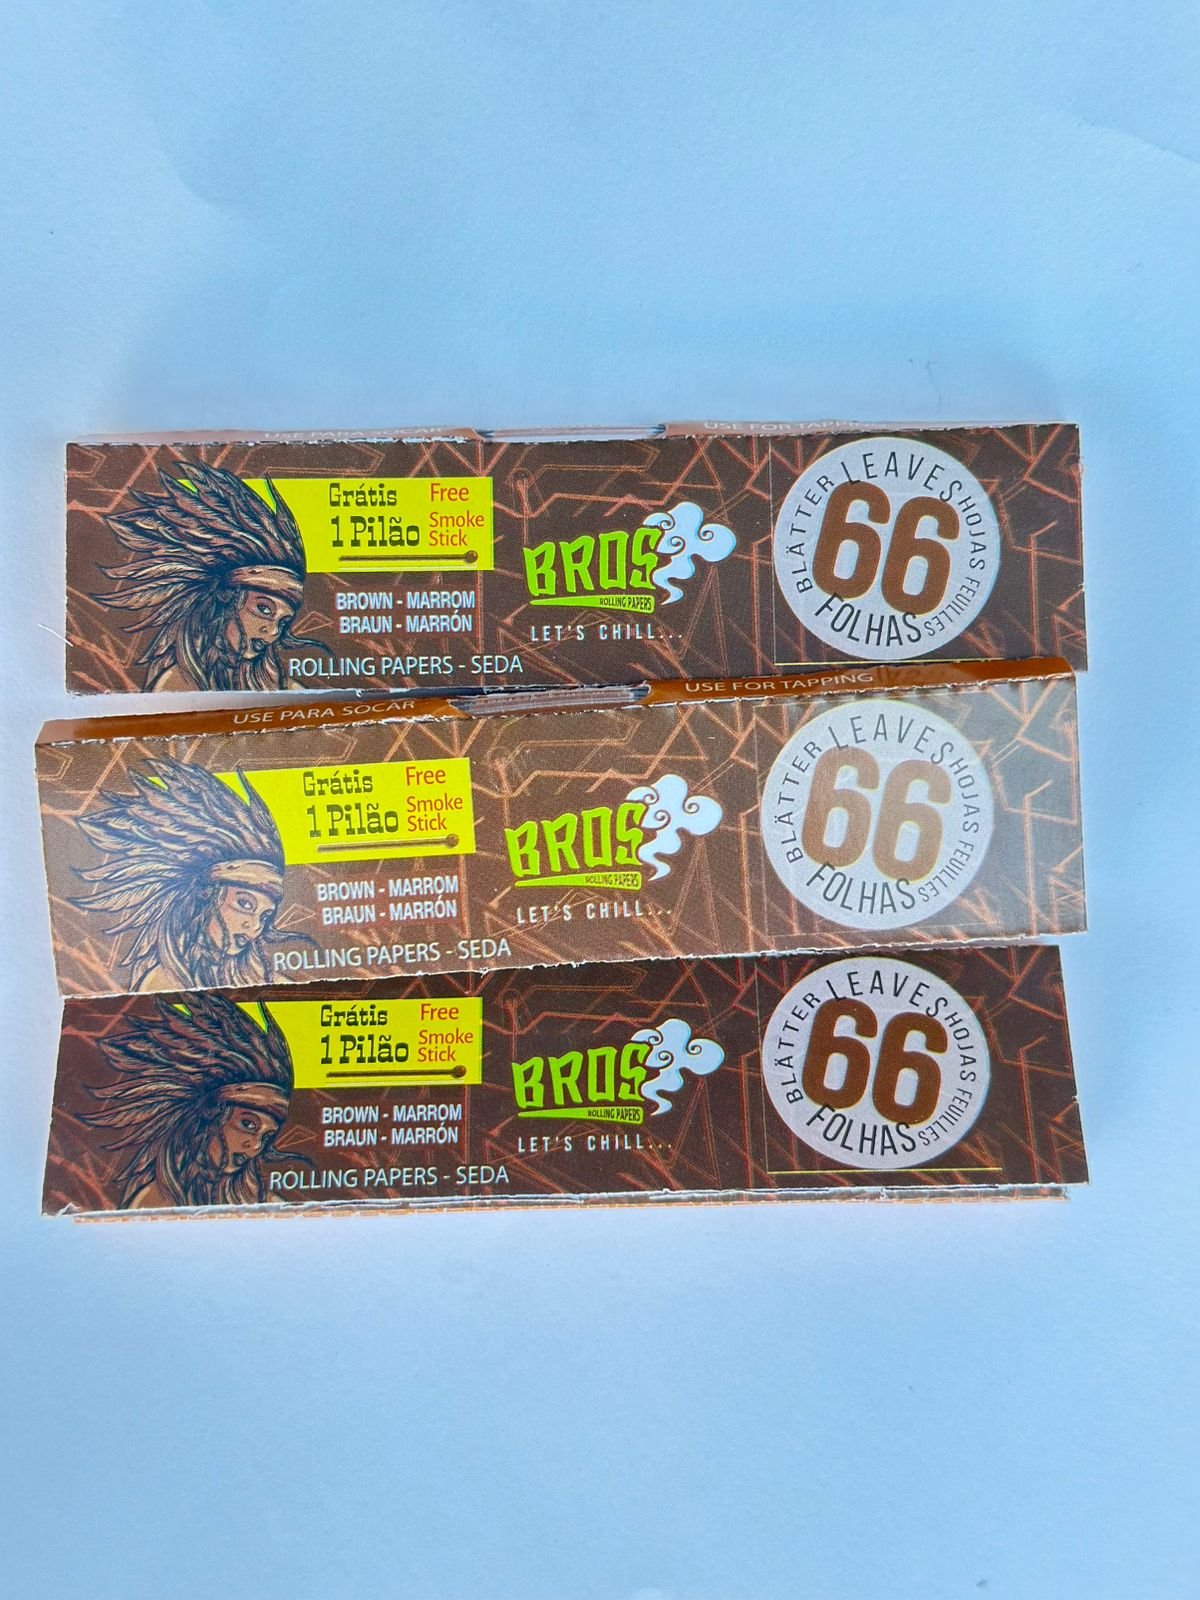 USE PARA SOCAR
USE FOR TAPPING
Grátis
1 Pilão
Free
Smoke
Stick
BROWN - MARROM
BRAUN - MARRÓN
ROLLING PAPERS - SEDA
BROS
ROLLING PAPERS
LET'S CHILL...
BLÄTTER LEAVES HOJAS FEUILLES FOLHAS
66
USE PARA SOCAR
USE FOR TAPPING
Grátis
1 Pilão
Free
Smoke
Stick
BROWN - MARROM
BRAUN - MARRÓN
ROLLING PAPERS - SEDA
BROS
ROLLING PAPERS
LET'S CHILL...
BLÄTTER LEAVES HOJAS FEUILLES FOLHAS
66
Grátis
1 Pilão
Free
Smoke
Stick
BROWN - MARROM
BRAUN - MARRÓN
ROLLING PAPERS - SEDA
BROS
ROLLING PAPERS
LET'S CHILL...
BLÄTTER LEAVES HOJAS FEUILLES FOLHAS
66